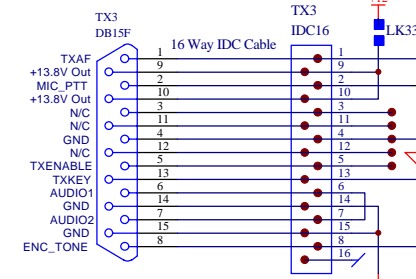 TX3
DB15F
16 Way IDC Cable
TX3
IDC16
LK33
TXAF 1 1
+13.8V Out 9 9
MIC_PTT 2 2
+13.8V Out 10 10
N/C 3 3
N/C 11 11
GND 4 4
N/C 12 12
TXENABLE 5 5
TXKEY 13 13
AUDIO1 6 6
GND 14 14
AUDIO2 7 7
GND 15 15
ENC_TONE 8 8
16